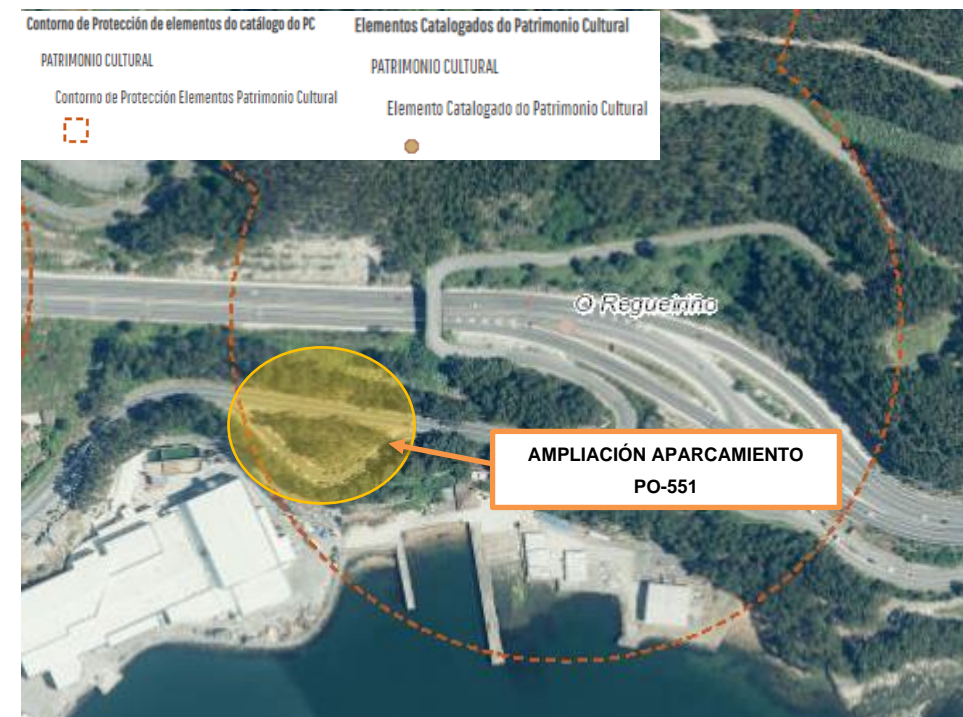 Contorno de Protección de elementos do catálogo do PC
PATRIMONIO CULTURAL
Contorno de Protección Elementos Patrimonio Cultural
Elementos Catalogados do Patrimonio Cultural
PATRIMONIO CULTURAL
Elemento Catalogado do Patrimonio Cultural
O Regueiriño
AMPLIACIÓN APARCAMIENTO
PO-551